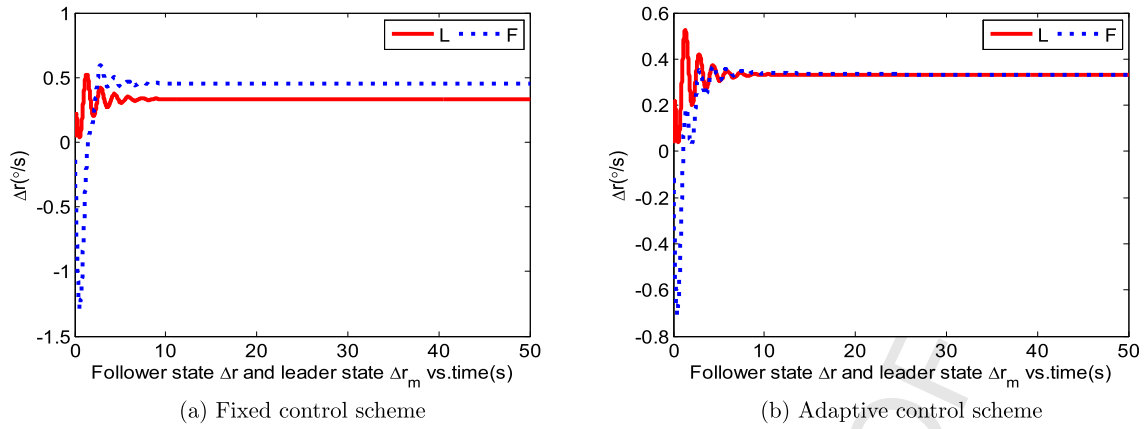 1
0.5
0
-0.5
-1
-1.5
Δr(°/s)
L F
0 10 20 30 40 50
Follower state Δr and leader state Δr_m vs.time(s)
(a) Fixed control scheme
0.6
0.4
0.2
0
-0.2
-0.4
-0.6
-0.8
Δr(°/s)
L F
0 10 20 30 40 50
Follower state Δr and leader state Δr_m vs.time(s)
(b) Adaptive control scheme